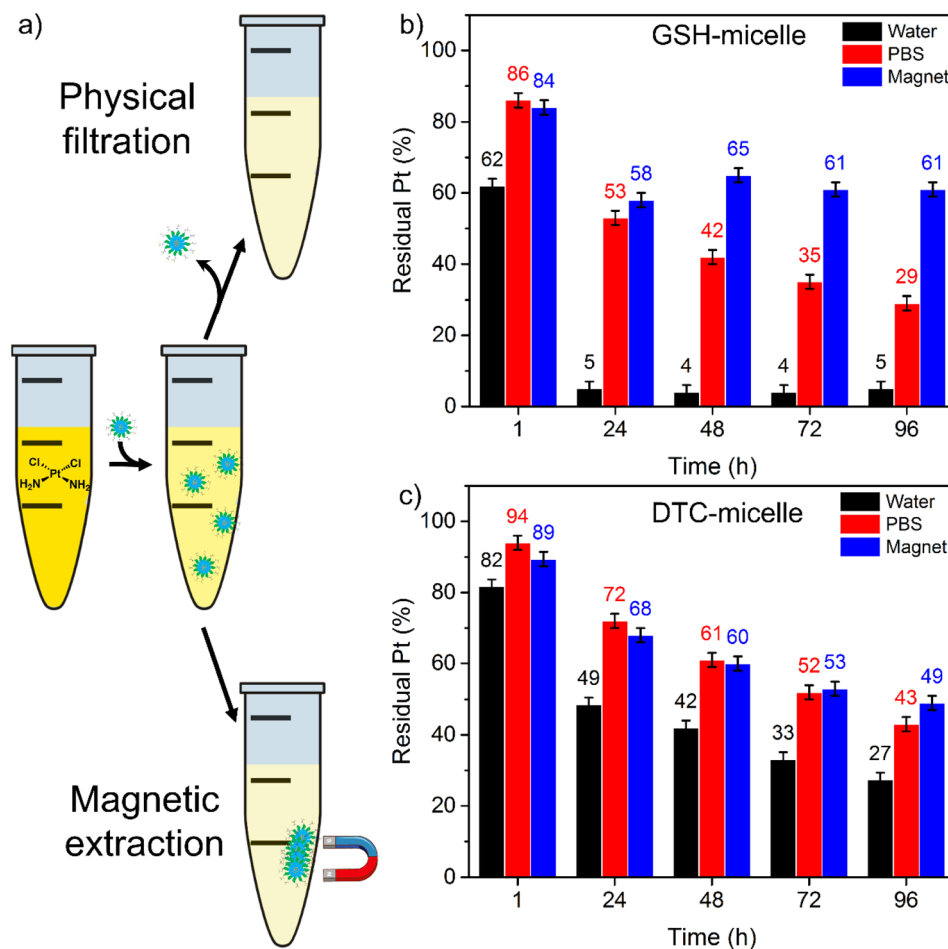 a)
Physical
filtration
Cl Cl
Pt
H₂N NH₂
Magnetic
extraction
b)
GSH-micelle
Water
PBS
Magnet
Residual Pt (%)
100
80
60
40
20
0
62 86 84
5 53 58
4 42 65
4 35 61
5 29 61
1 24 48 72 96
Time (h)
c)
DTC-micelle
Water
PBS
Magnet
Residual Pt (%)
100
80
60
40
20
0
82 94 89
49 72 68
42 61 60
33 52 53
27 43 49
1 24 48 72 96
Time (h)